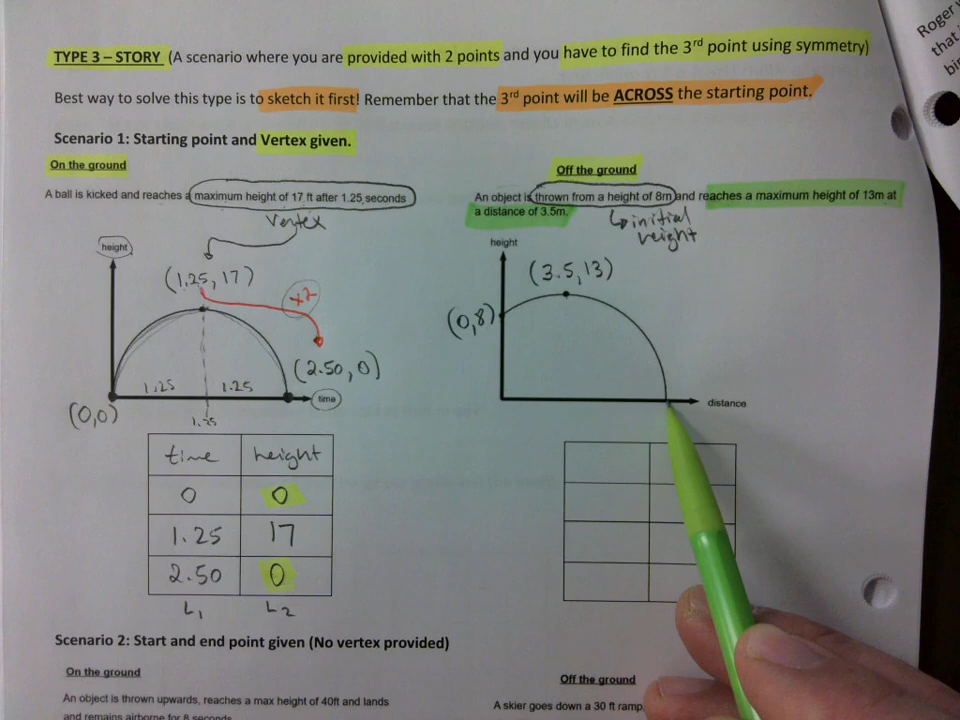 TYPE 3 – STORY (A scenario where you are provided with 2 points and you have to find the 3rd point using symmetry)
Best way to solve this type is to sketch it first! Remember that the 3rd point will be ACROSS the starting point.
Scenario 1: Starting point and Vertex given.
On the ground
A ball is kicked and reaches a maximum height of 17 ft after 1.25 seconds
vertex
height
(1.25, 17)
x2
(2.50, 0)
1.25 1.25
time
(0,0)
1.25
time height
0 0
1.25 17
2.50 0
L1 L2
Off the ground
An object is thrown from a height of 8m and reaches a maximum height of 13m at
a distance of 3.5m.
↳ initial
height
height
(3.5, 13)
(0,8)
distance
Scenario 2: Start and end point given (No vertex provided)
On the ground
An object is thrown upwards, reaches a max height of 40ft and lands
and remains airborne for 8 seconds
Off the ground
A skier goes down a 30 ft ramp
Roger
that